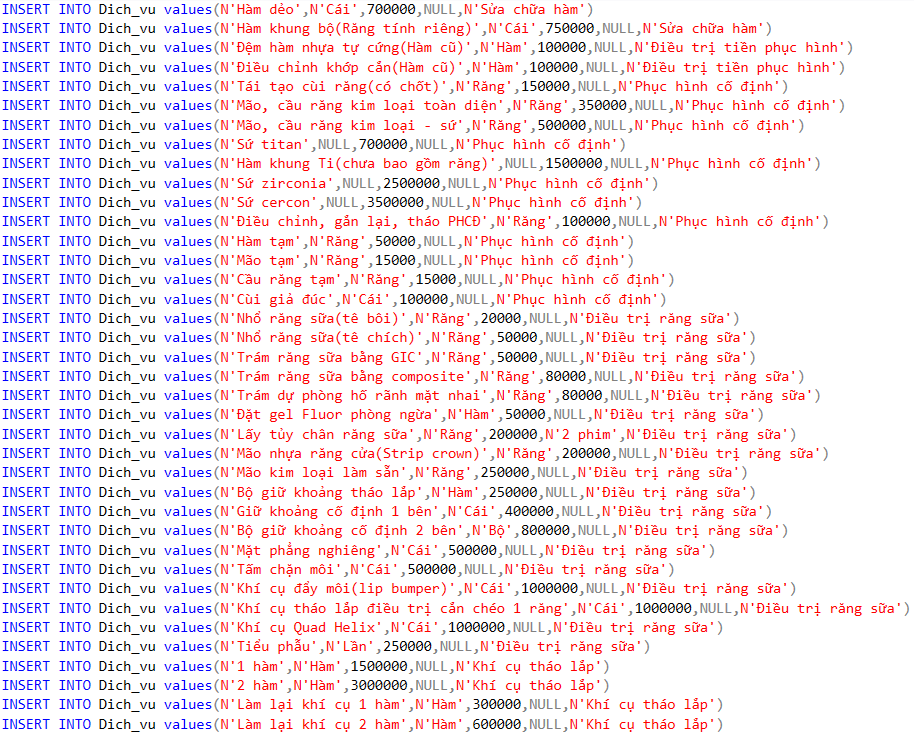 INSERT INTO Dich_vu values(N'Hàm dẻo',N'Cái',700000,NULL,N'Sửa chữa hàm')
INSERT INTO Dich_vu values(N'Hàm khung bộ(Răng tính riêng)',N'Cái',750000,NULL,N'Sửa chữa hàm')
INSERT INTO Dich_vu values(N'Đệm hàm nhựa tự cứng(Hàm cũ)',N'Hàm',100000,NULL,N'Điều trị tiền phục hình')
INSERT INTO Dich_vu values(N'Điều chỉnh khớp cắn(Hàm cũ)',N'Hàm',100000,NULL,N'Điều trị tiền phục hình')
INSERT INTO Dich_vu values(N'Tái tạo cùi răng(có chốt)',N'Răng',150000,NULL,N'Phục hình cố định')
INSERT INTO Dich_vu values(N'Mão, cầu răng kim loại toàn diện',N'Răng',350000,NULL,N'Phục hình cố định')
INSERT INTO Dich_vu values(N'Mão, cầu răng kim loại - sứ',N'Răng',500000,NULL,N'Phục hình cố định')
INSERT INTO Dich_vu values(N'Sứ titan',NULL,700000,NULL,N'Phục hình cố định')
INSERT INTO Dich_vu values(N'Hàm khung Ti(chưa bao gồm răng)',NULL,1500000,NULL,N'Phục hình cố định')
INSERT INTO Dich_vu values(N'Sứ zirconia',NULL,2500000,NULL,N'Phục hình cố định')
INSERT INTO Dich_vu values(N'Sứ cercon',NULL,3500000,NULL,N'Phục hình cố định')
INSERT INTO Dich_vu values(N'Điều chỉnh, gắn lại, tháo PHCĐ',N'Răng',100000,NULL,N'Phục hình cố định')
INSERT INTO Dich_vu values(N'Hàm tạm',N'Răng',50000,NULL,N'Phục hình cố định')
INSERT INTO Dich_vu values(N'Mão tạm',N'Răng',15000,NULL,N'Phục hình cố định')
INSERT INTO Dich_vu values(N'Cầu răng tạm',N'Răng',15000,NULL,N'Phục hình cố định')
INSERT INTO Dich_vu values(N'Cùi giả đúc',N'Cái',100000,NULL,N'Phục hình cố định')
INSERT INTO Dich_vu values(N'Nhổ răng sữa(tê bôi)',N'Răng',20000,NULL,N'Điều trị răng sữa')
INSERT INTO Dich_vu values(N'Nhổ răng sữa(tê chích)',N'Răng',50000,NULL,N'Điều trị răng sữa')
INSERT INTO Dich_vu values(N'Trám răng sữa bằng GIC',N'Răng',50000,NULL,N'Điều trị răng sữa')
INSERT INTO Dich_vu values(N'Trám răng sữa bằng composite',N'Răng',80000,NULL,N'Điều trị răng sữa')
INSERT INTO Dich_vu values(N'Trám dự phòng hố rãnh mặt nhai',N'Răng',80000,NULL,N'Điều trị răng sữa')
INSERT INTO Dich_vu values(N'Đặt gel Fluor phòng ngừa',N'Hàm',50000,NULL,N'Điều trị răng sữa')
INSERT INTO Dich_vu values(N'Lấy tủy chân răng sữa',N'Răng',200000,N'2 phim',N'Điều trị răng sữa')
INSERT INTO Dich_vu values(N'Mão nhựa răng cửa(Strip crown)',N'Răng',200000,NULL,N'Điều trị răng sữa')
INSERT INTO Dich_vu values(N'Mão kim loại làm sẵn',N'Răng',250000,NULL,N'Điều trị răng sữa')
INSERT INTO Dich_vu values(N'Bộ giữ khoảng tháo lắp',N'Hàm',250000,NULL,N'Điều trị răng sữa')
INSERT INTO Dich_vu values(N'Giữ khoảng cố định 1 bên',N'Cái',400000,NULL,N'Điều trị răng sữa')
INSERT INTO Dich_vu values(N'Bộ giữ khoảng cố định 2 bên',N'Bộ',800000,NULL,N'Điều trị răng sữa')
INSERT INTO Dich_vu values(N'Mặt phẳng nghiêng',N'Cái',500000,NULL,N'Điều trị răng sữa')
INSERT INTO Dich_vu values(N'Tấm chặn môi',N'Cái',500000,NULL,N'Điều trị răng sữa')
INSERT INTO Dich_vu values(N'Khí cụ đẩy môi(lip bumper)',N'Cái',1000000,NULL,N'Điều trị răng sữa')
INSERT INTO Dich_vu values(N'Khí cụ tháo lắp điều trị cắn chéo 1 răng',N'Cái',1000000,NULL,N'Điều trị răng sữa')
INSERT INTO Dich_vu values(N'Khí cụ Quad Helix',N'Cái',1000000,NULL,N'Điều trị răng sữa')
INSERT INTO Dich_vu values(N'Tiểu phẫu',N'Lần',250000,NULL,N'Điều trị răng sữa')
INSERT INTO Dich_vu values(N'1 hàm',N'Hàm',1500000,NULL,N'Khí cụ tháo lắp')
INSERT INTO Dich_vu values(N'2 hàm',N'Hàm',3000000,NULL,N'Khí cụ tháo lắp')
INSERT INTO Dich_vu values(N'Làm lại khí cụ 1 hàm',N'Hàm',300000,NULL,N'Khí cụ tháo lắp')
INSERT INTO Dich_vu values(N'Làm lại khí cụ 2 hàm',N'Hàm',600000,NULL,N'Khí cụ tháo lắp')